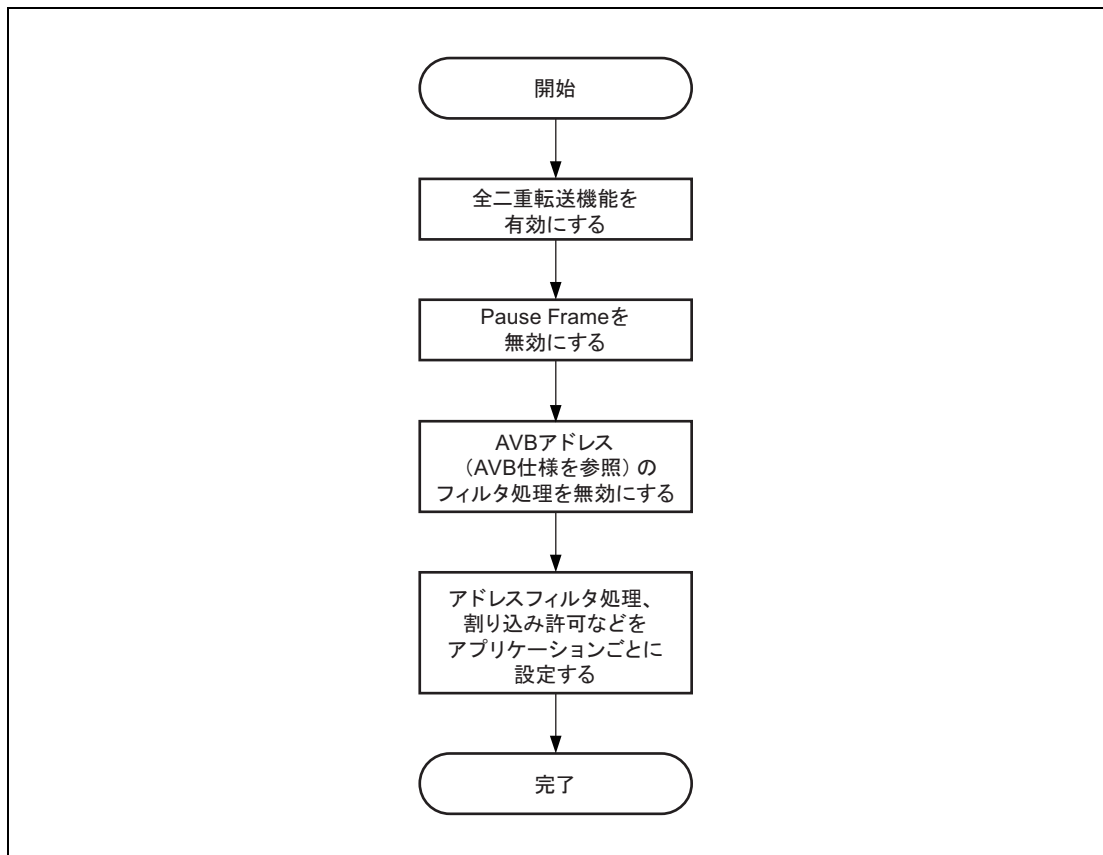 開始
全二重転送機能を
有効にする
Pause Frameを
無効にする
AVBアドレス
（AVB仕様を参照）の
フィルタ処理を無効にする
アドレスフィルタ処理、
割り込み許可などを
アプリケーションごとに
設定する
完了